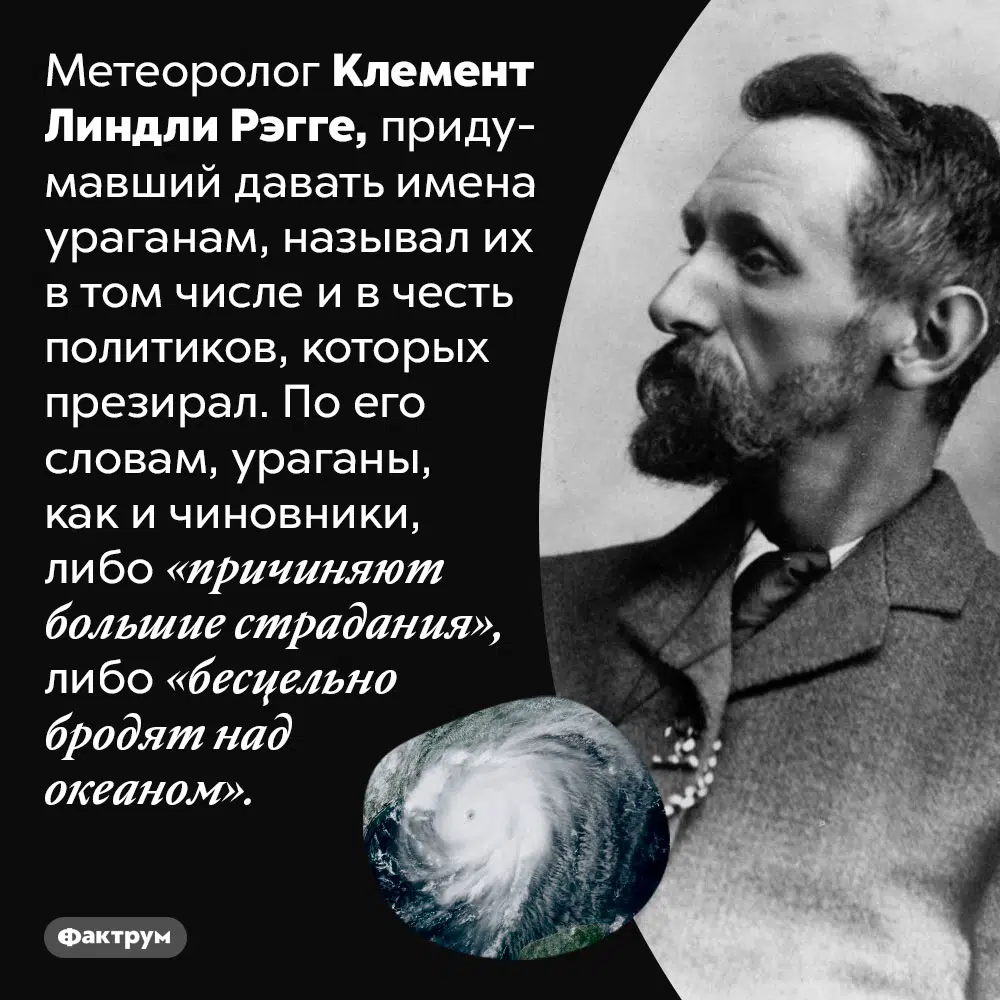 Метеоролог Клемент
Линдли Рэгге, приду-
мавший давать имена
ураганам, называл их
в том числе и в честь
политиков, которых
презирал. По его
словам, ураганы,
как и чиновники,
либо «причиняют
большие страдания»,
либо «бесцельно
бродят над
океаном».
Фактрум